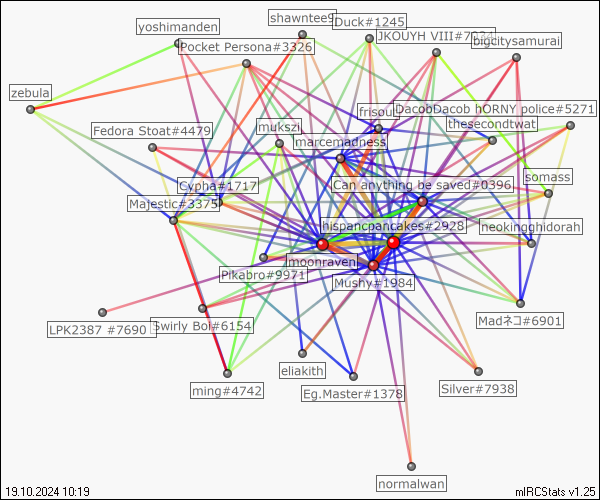 shawntee9
yoshimanden
Duck#1245
JKOUYH VIII
bigcitysamurai
Pocket Persona#3326
zebula
frisour
DacobDacob hORNY police#5271
Fedora Stoat#4479
mukszi
thesecondtwat
marcemadness
Cypha#1717
Can anything be saved#0396
somass
Majestic#3375
hispancpancakes#2928
neokingghidorah
moonraven
Pikabro#9971
Mushy#1984
LPK2387 #7690
Swirly Boi#6154
Madネコ#6901
eliakith
ming#4742
Eg.Master#1378
Silver#7938
normalwan
19.10.2024 10:19
mIRCStats v1.25